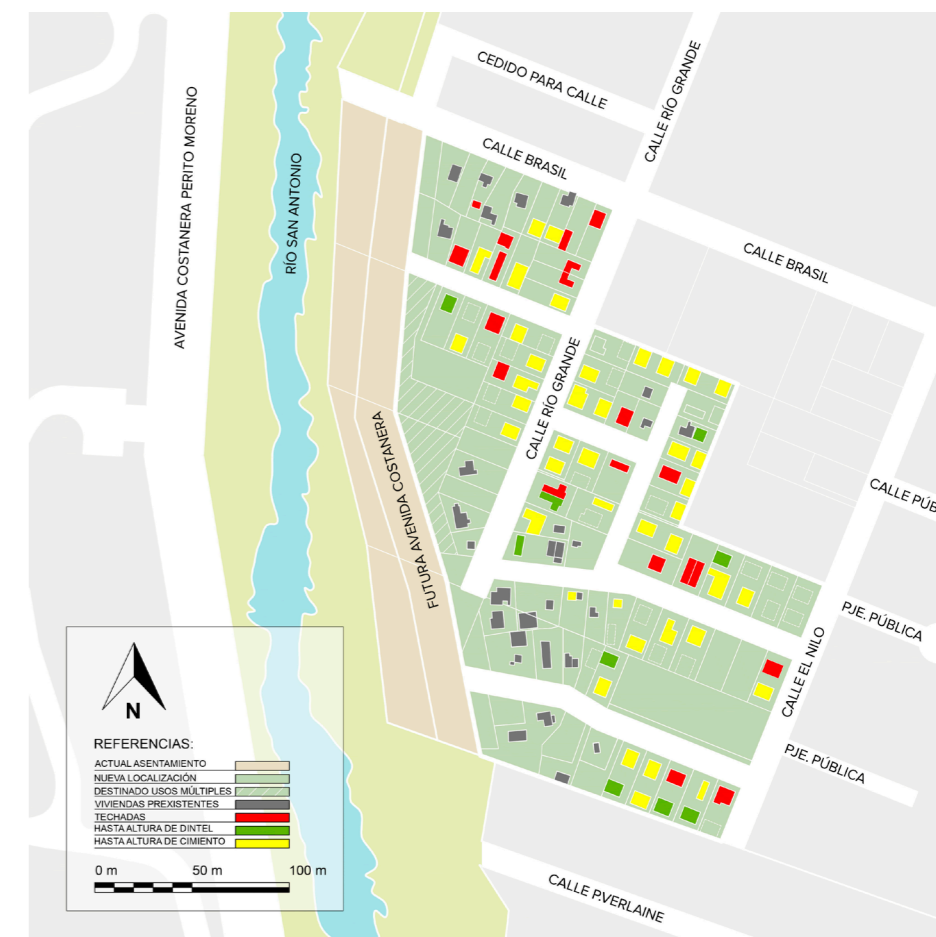 CEDIDO PARA CALLE
CALLE RÍO GRANDE
CALLE BRASIL
AVENIDA COSTANERA PERITO MORENO
RÍO SAN ANTONIO
CALLE BRASIL
CALLE RÍO GRANDE
FUTURA AVENIDA COSTANERA
CALLE PÚB
PJE. PÚBLICA
CALLE EL NILO
PJE. PÚBLICA
CALLE P.VERLAINE
N
REFERENCIAS:
ACTUAL ASENTAMIENTO
NUEVA LOCALIZACIÓN
DESTINADO USOS MÚLTIPLES
VIVIENDAS PREXISTENTES
TECHADAS
HASTA ALTURA DE DINTEL
HASTA ALTURA DE CIMIENTO
0 m 50 m 100 m